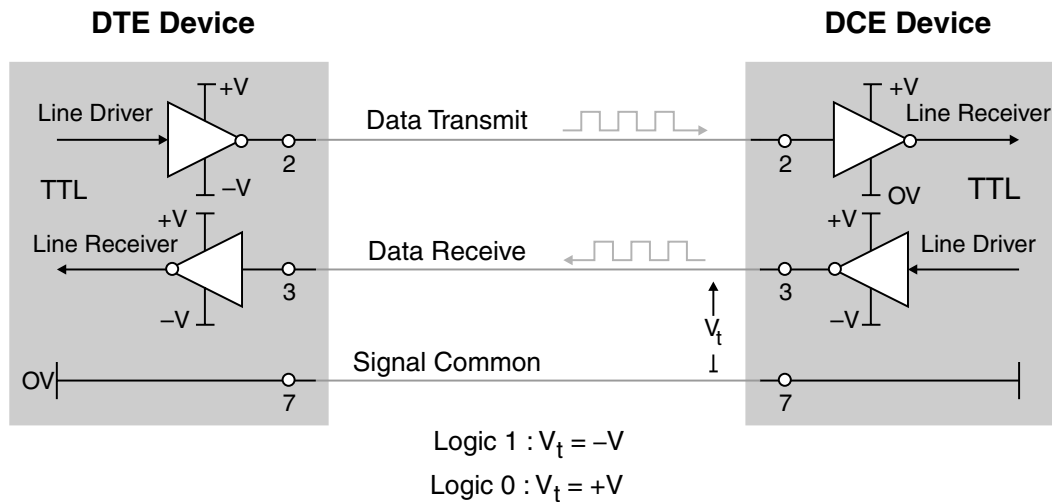 DTE Device
DCE Device
+V
Line Driver
Data Transmit
+V
Line Receiver
2
2
TTL
–V
OV
TTL
+V
Line Receiver
Data Receive
+V
Line Driver
3
3
–V
Vt
–V
Signal Common
OV
7
7
Logic 1 : Vt = –V
Logic 0 : Vt = +V